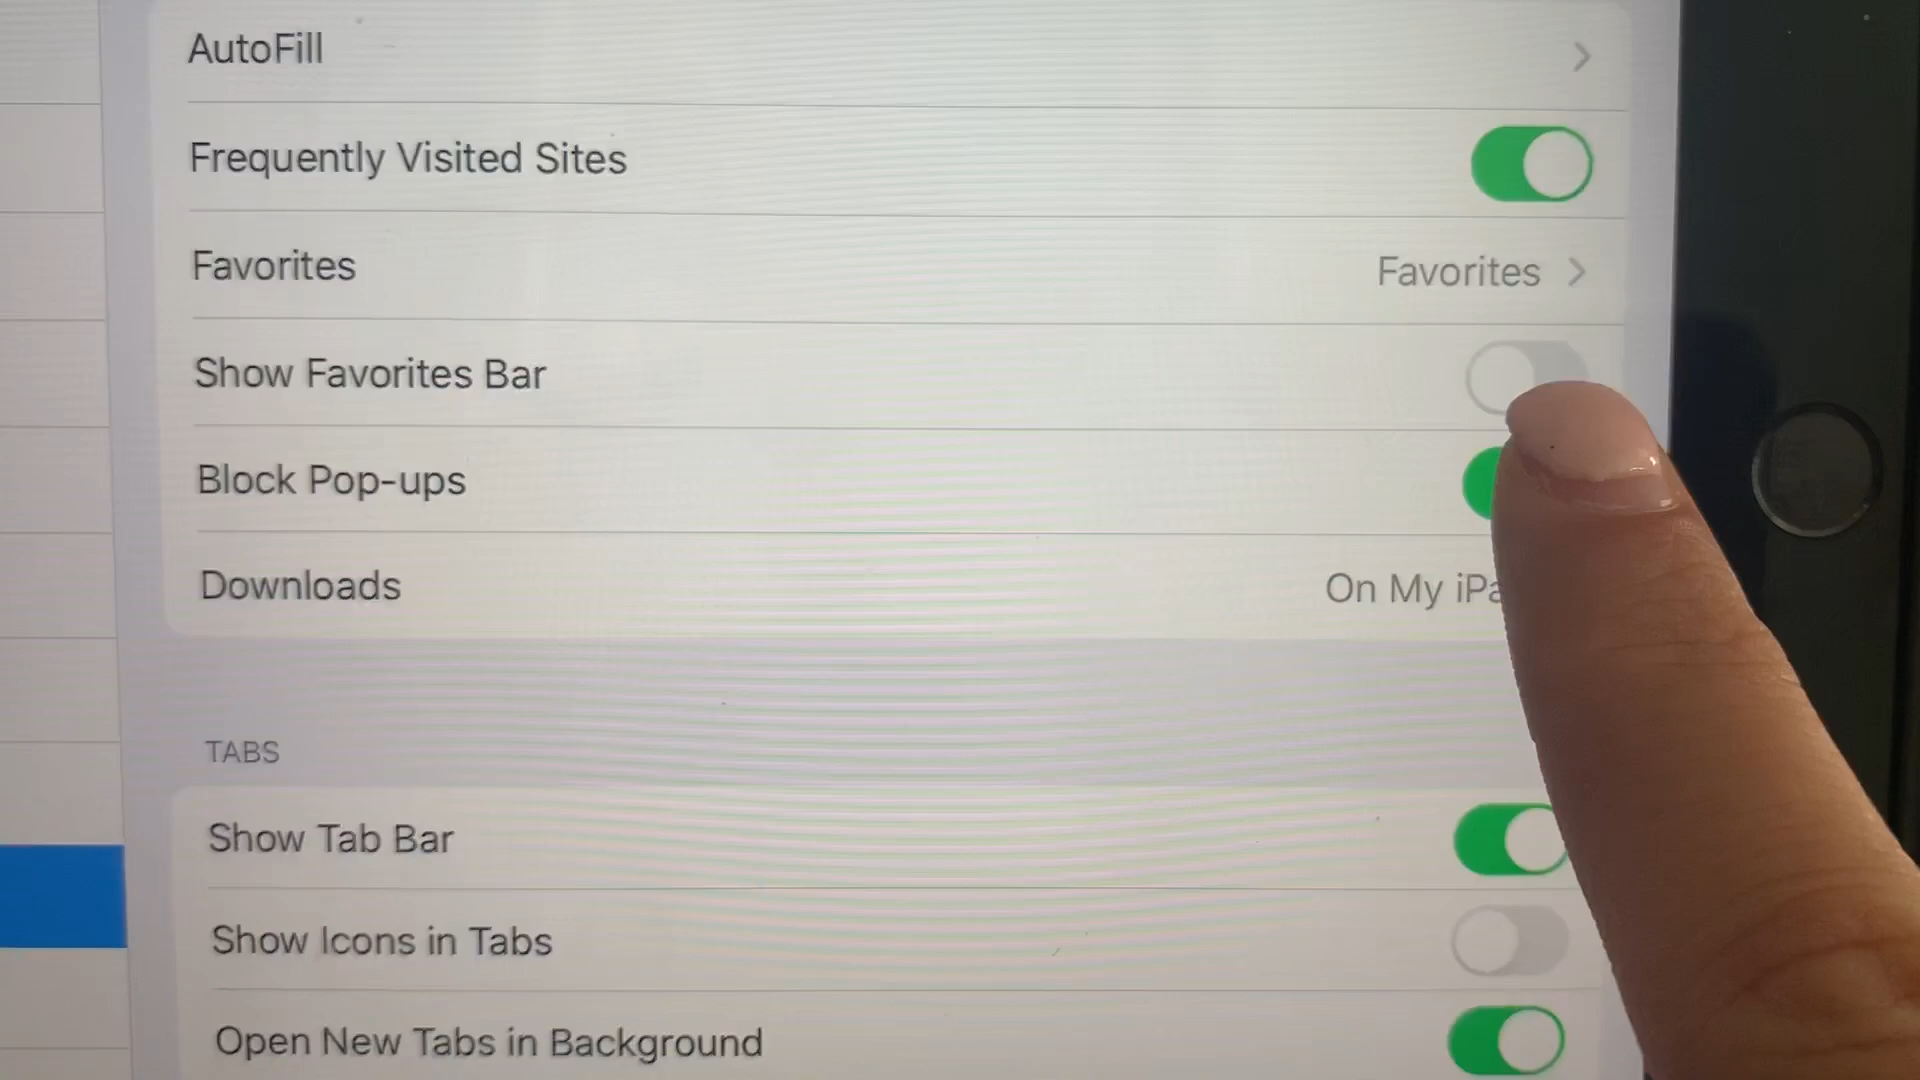 AutoFill
Frequently Visited Sites
Favorites Favorites
Show Favorites Bar
Block Pop-ups
Downloads On My
TABS
Show Tab Bar
Show Icons in Tabs
Open New Tabs in Background